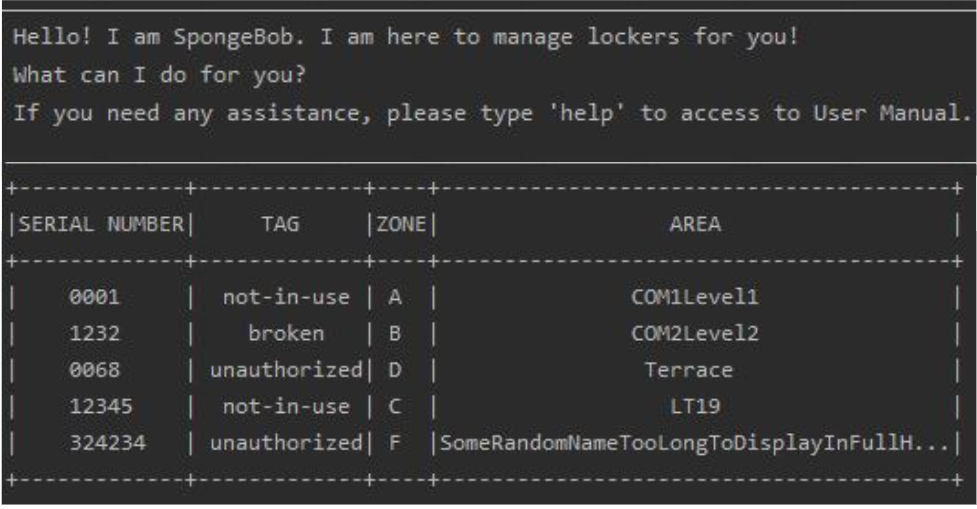 Hello! I am SpongeBob. I am here to manage lockers for you!
What can I do for you?
If you need any assistance, please type 'help' to access to User Manual.
+-------------+-------------+----+----------------------------------------+
|SERIAL NUMBER|     TAG     |ZONE|                  AREA                  |
+-------------+-------------+----+----------------------------------------+
|    0001     |  not-in-use | A  |               COM1Level1               |
|    1232     |    broken   | B  |               COM2Level2               |
|    0068     | unauthorized| D  |                Terrace                 |
|    12345    |  not-in-use | C  |                  LT19                  |
|    324234   | unauthorized| F  |SomeRandomNameTooLongToDisplayInFullH...|
+-------------+-------------+----+----------------------------------------+